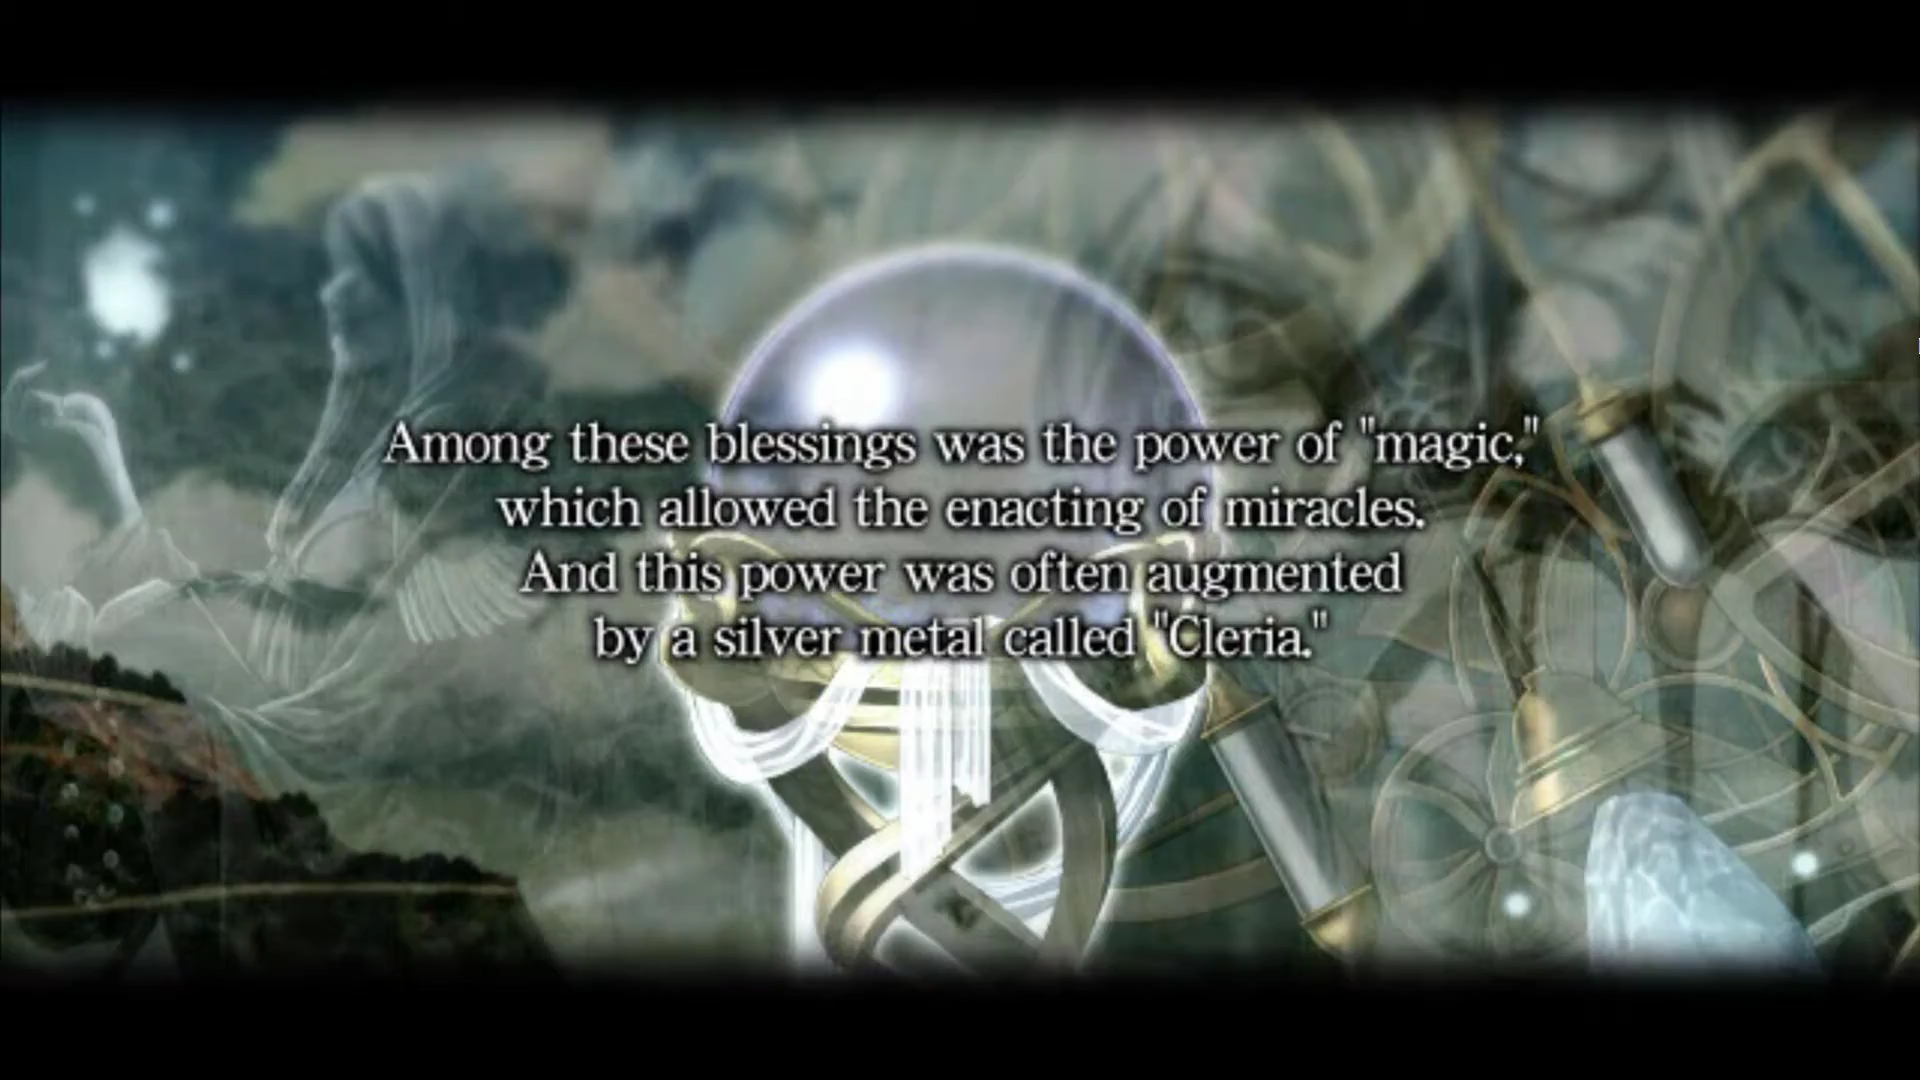 Among these blessings was the power of "magic,"
which allowed the enacting of miracles.
And this power was often augmented
by a silver metal called "Cleria."